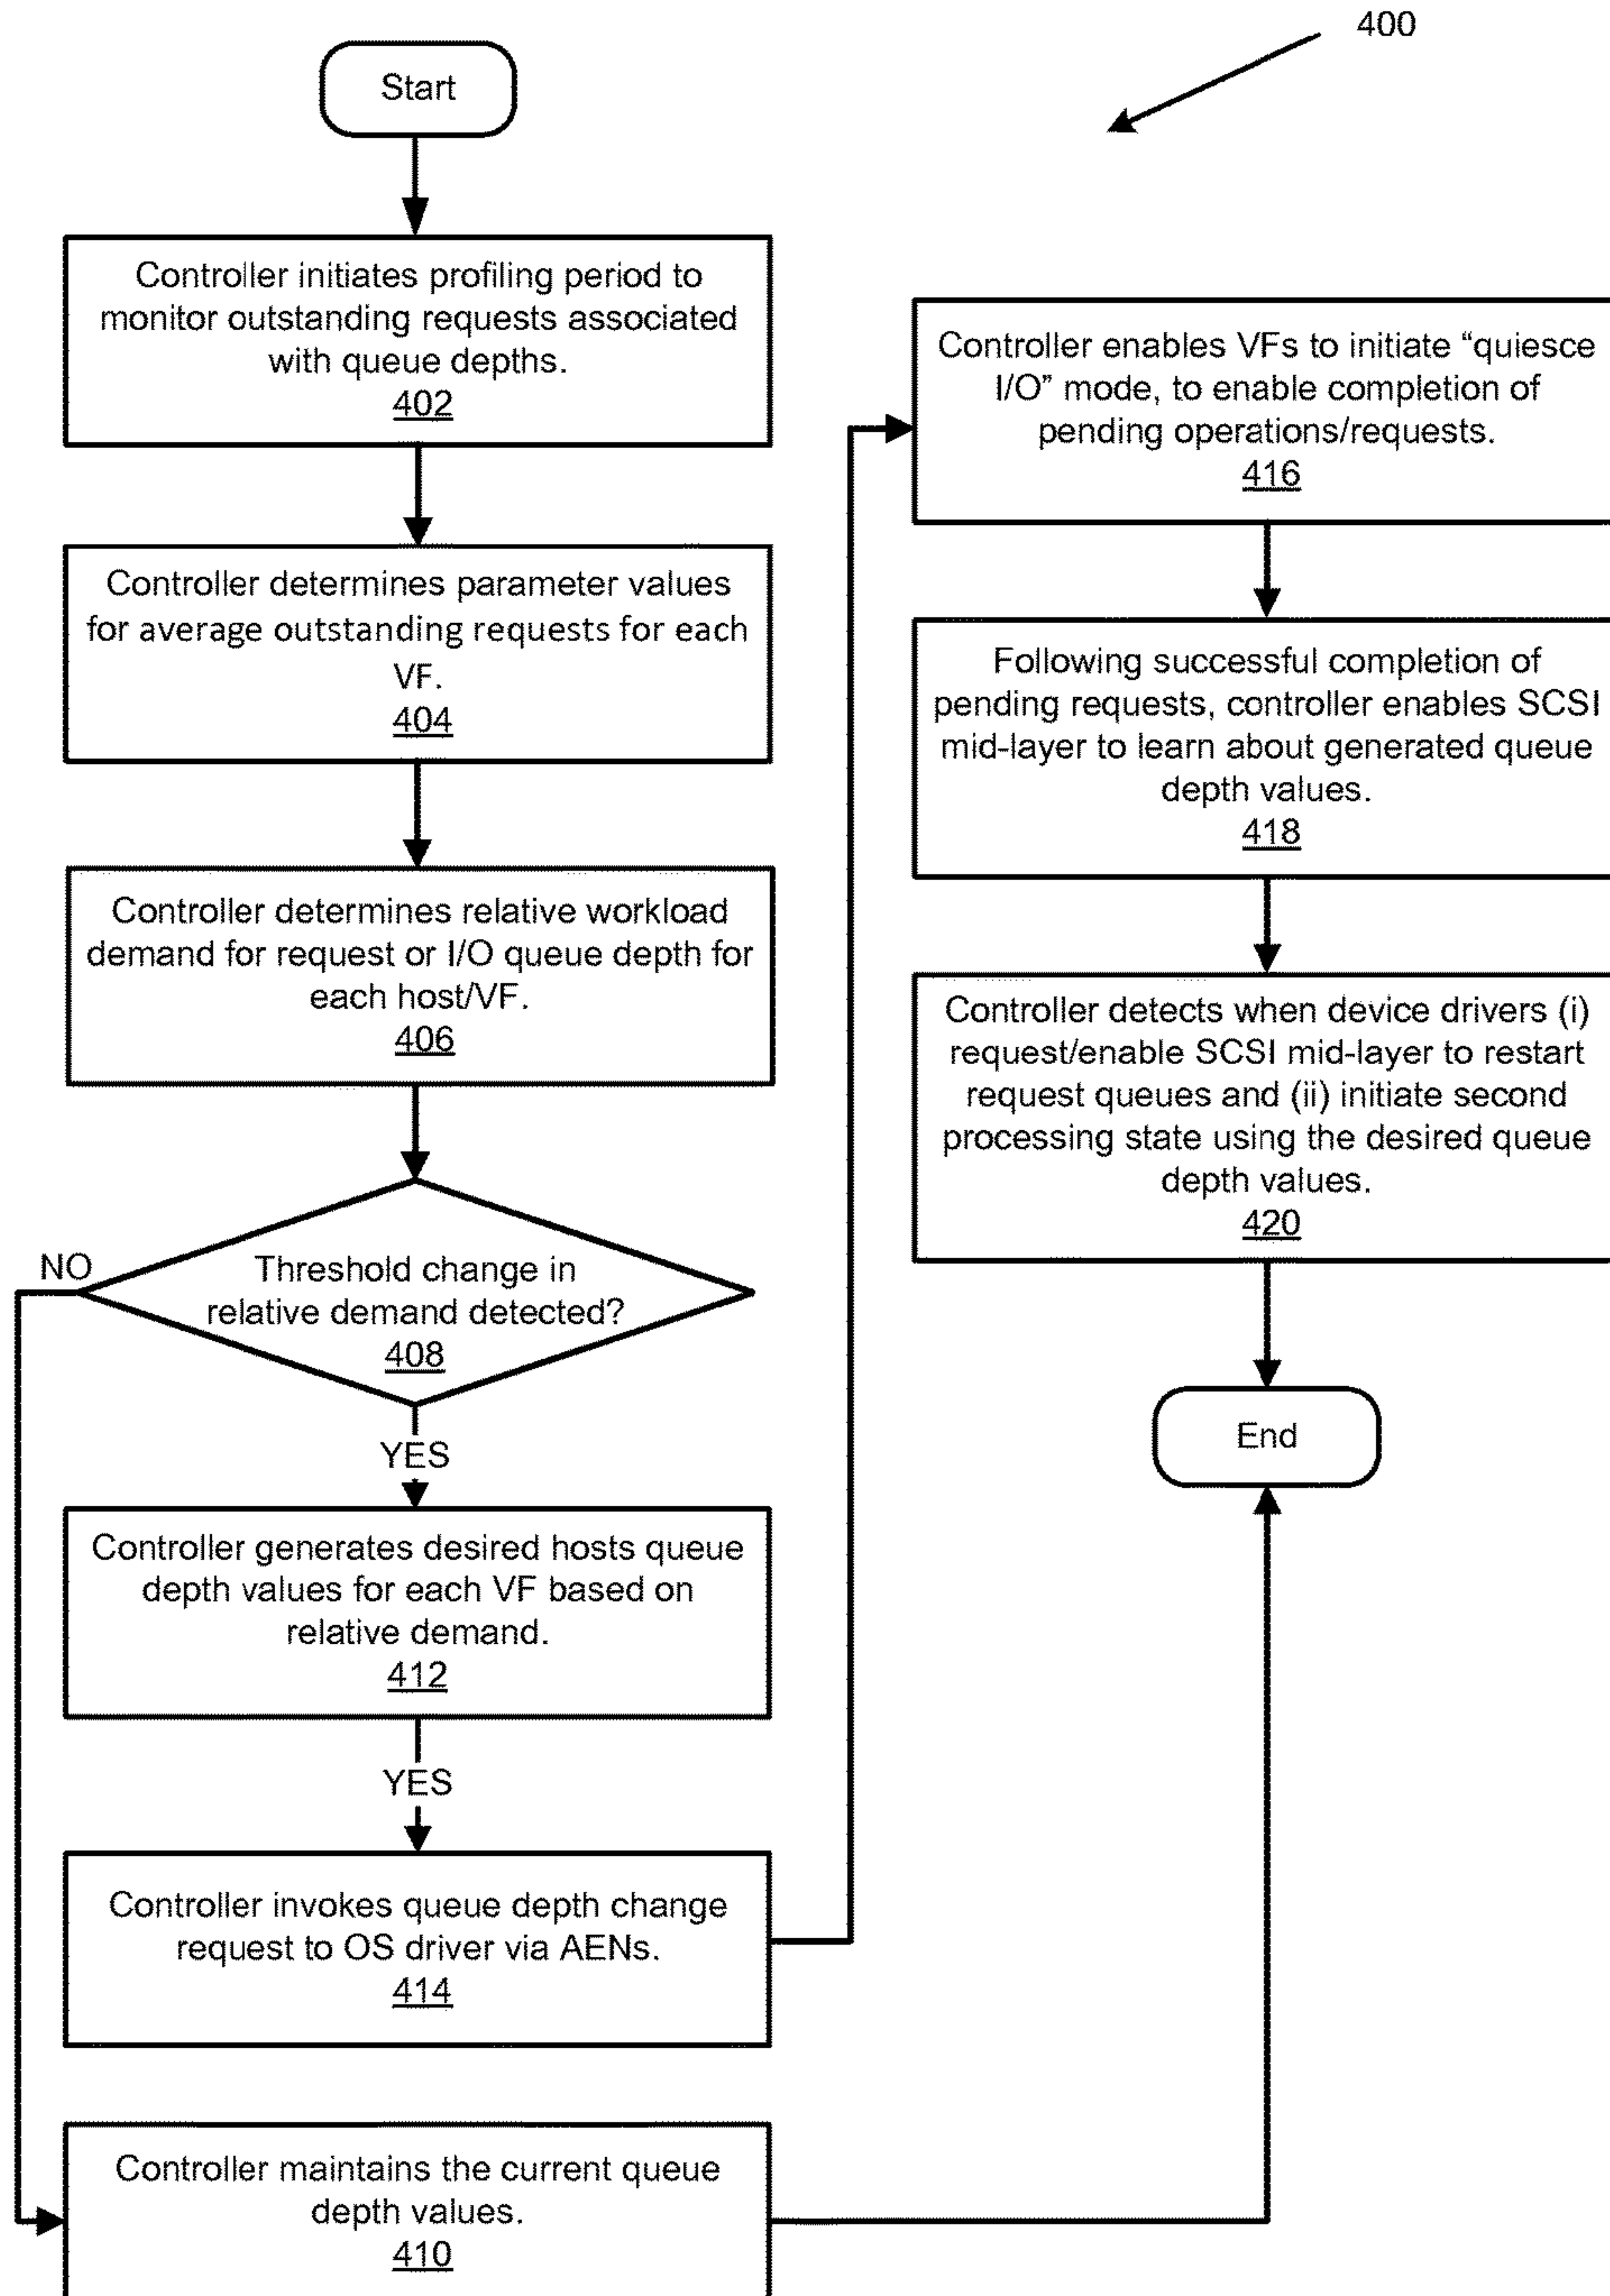 400
Start
Controller initiates profiling period to
monitor outstanding requests associated
with queue depths.
402
Controller determines parameter values
for average outstanding requests for each
VF.
404
Controller determines relative workload
demand for request or I/O queue depth for
each host/VF.
406
NO
Threshold change in
relative demand detected?
408
YES
Controller generates desired hosts queue
depth values for each VF based on
relative demand.
412
YES
Controller invokes queue depth change
request to OS driver via AENs.
414
Controller maintains the current queue
depth values.
410
Controller enables VFs to initiate “quiesce
I/O” mode, to enable completion of
pending operations/requests.
416
Following successful completion of
pending requests, controller enables SCSI
mid-layer to learn about generated queue
depth values.
418
Controller detects when device drivers (i)
request/enable SCSI mid-layer to restart
request queues and (ii) initiate second
processing state using the desired queue
depth values.
420
End